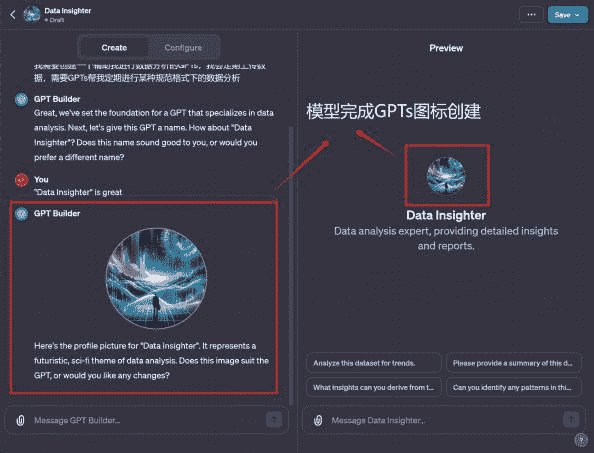 Data Insighter
Draft
Save
Create
Configure
Preview
我需要创建一个辅助我进行数据分析的GPTs，我会定期上传数
据，需要GPTs帮我定期进行某种规范格式下的数据分析
GPT Builder
Great, we've set the foundation for a GPT that specializes in data
analysis. Next, let's give this GPT a name. How about "Data
Insighter"? Does this name sound good to you, or would you
prefer a different name?
You
"Data Insighter" is great
GPT Builder
Here's the profile picture for "Data Insighter". It represents a
futuristic, sci-fi theme of data analysis. Does this image suit the
GPT, or would you like any changes?
Message GPT Builder...
模型完成GPTs图标创建
Data Insighter
Data analysis expert, providing detailed insights
and reports.
Analyze this dataset for trends.
Please provide a summary of this d...
What insights can you derive from t...
Can you identify any patterns in thi...
Message Data Insighter...
?